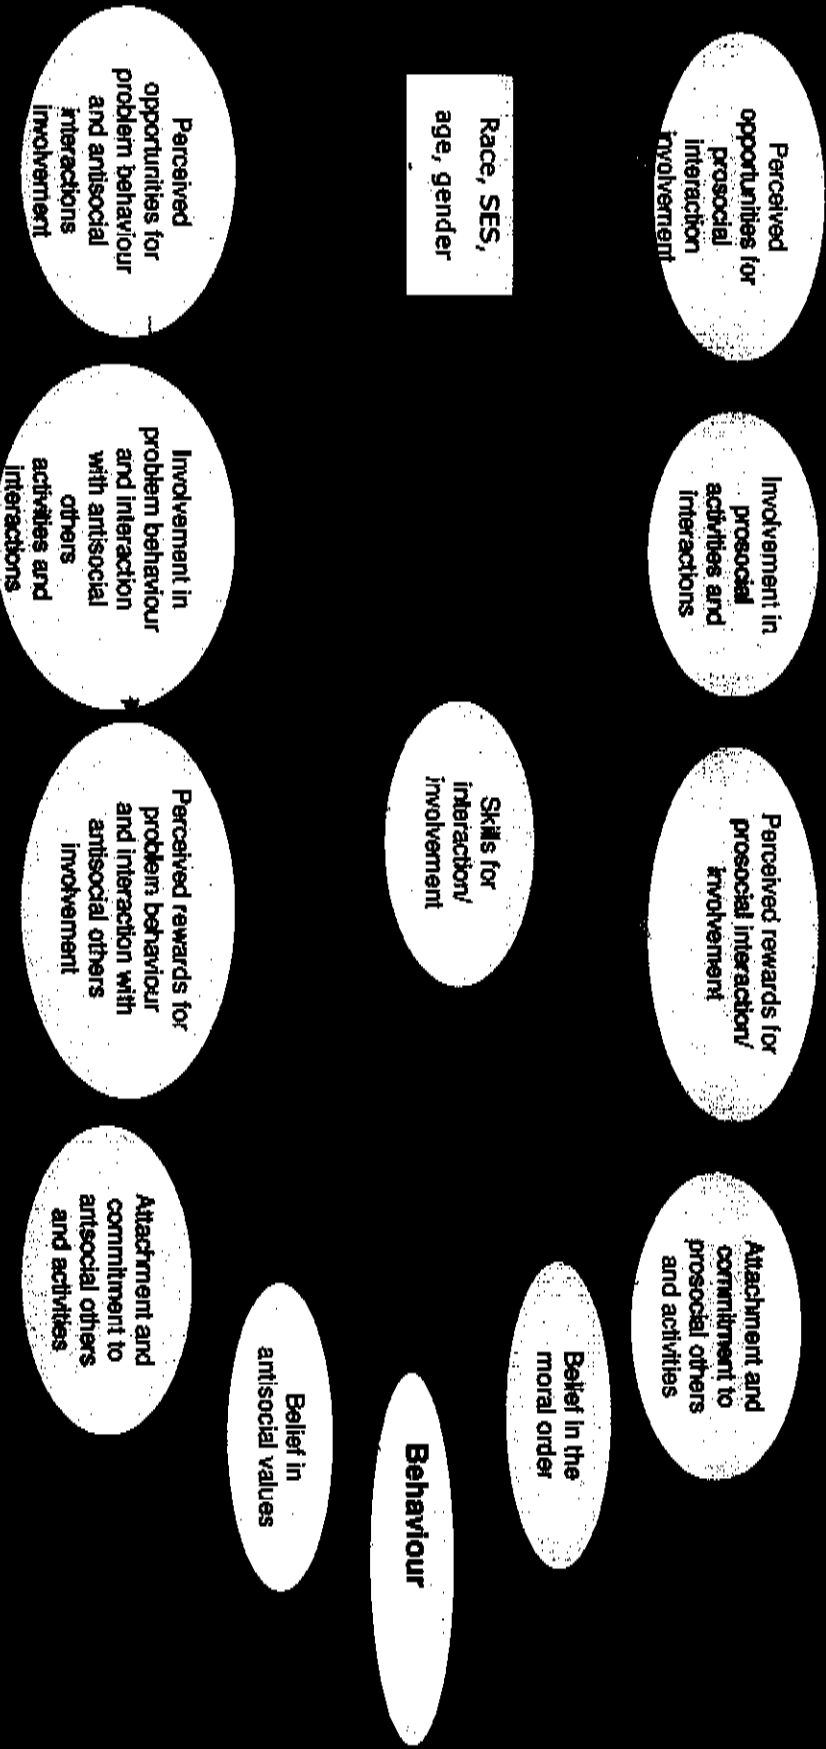 Perceived
opportunities for
prosocial
interaction
involvement
Involvement in
prosocial
activities and
interactions
Perceived rewards for
prosocial interaction/
involvement
Attachment and
commitment to
prosocial others
and activities
Belief in the
moral order
Race, SES,
age, gender
Skills for
interaction/
involvement
Behaviour
Belief in
antisocial values
Perceived
opportunities for
problem behaviour
and antisocial
interactions
involvement
Involvement in
problem behaviour
and interaction
with antisocial
others
activities and
interactions
Perceived rewards for
problem behaviour
and interaction with
antisocial others
involvement
Attachment and
commitment to
antsocial others
and activities